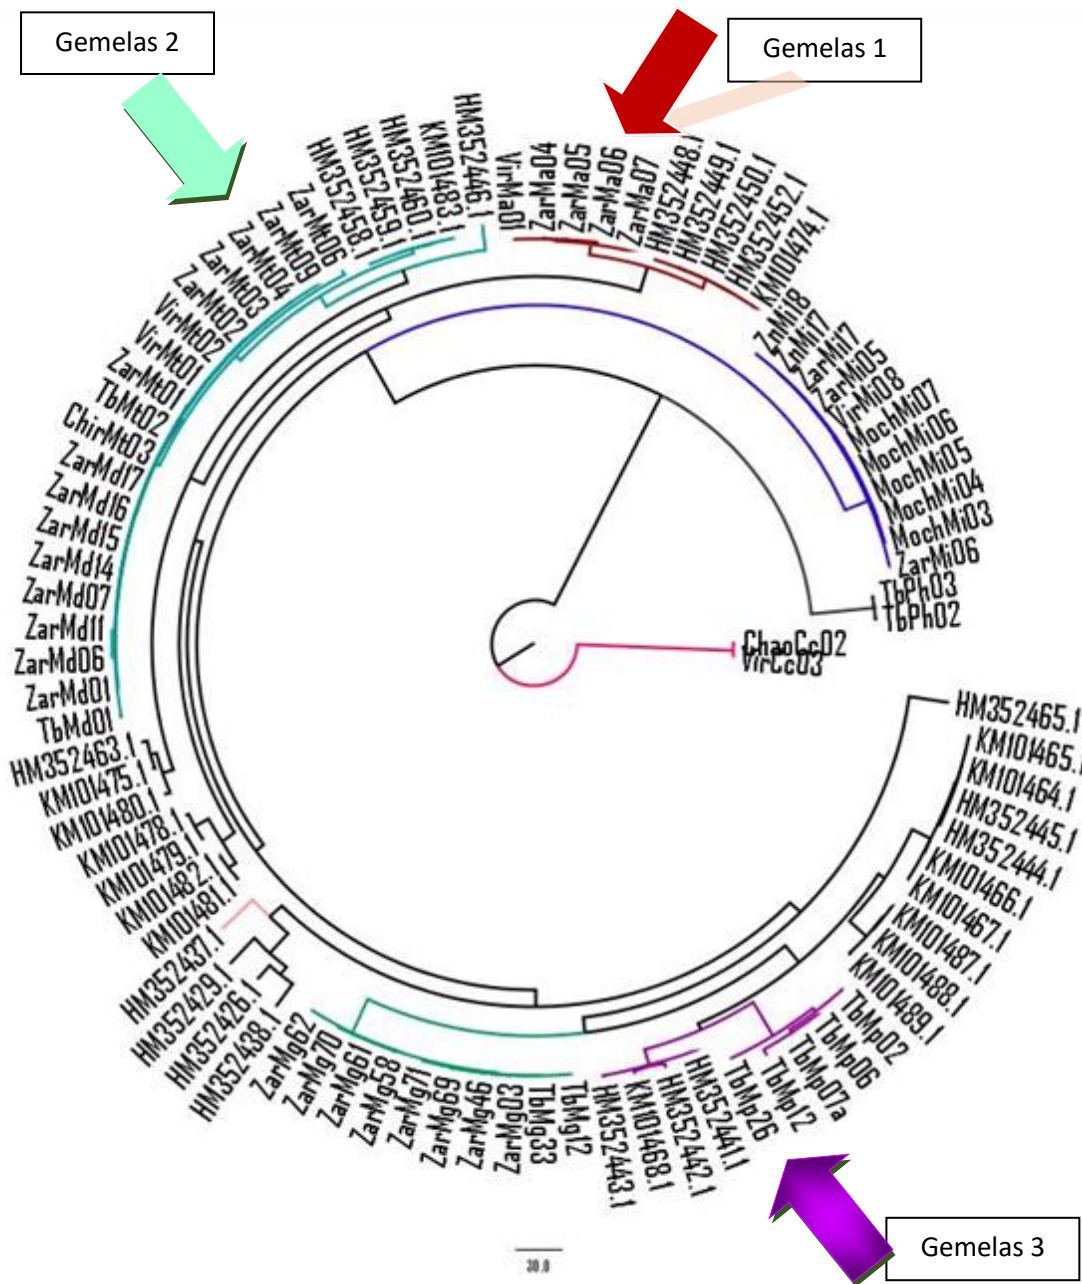 Gemelas 2
Gemelas 1
HM352458.1
HM352459.1
HM352460.1
KM101483.1
HM352446.1
VirMa01
ZarMa04
ZarMa05
ZarMa06
ZarMa07
HM352448.1
HM352449.1
HM352450.1
HM352452.1
KM101474.1
ZnMi8
ZnMi7
ZarMi7
ZarMi05
VirMi08
MochMi07
MochMi06
MochMi05
MochMi04
MochMi03
ZarMi06
TbPh03
TbPh02
ChaoCc02
VirCc03
HM352465.1
KM101465.1
KM101464.1
HM352445.1
HM352444.1
KM101466.1
KM101467.1
KM101487.1
KM101488.1
KM101489.1
TbMp02
TbMp06
TbMp07a
TbMp12
TbMp26
HM352441.1
HM352442.1
KM101468.1
HM352443.1
TbMg12
TbMg33
ZarMg03
ZarMg46
ZarMg69
ZarMg71
ZarMg58
ZarMg61
ZarMg70
ZarMg62
HM352438.1
HM352426.1
HM352429.1
HM352437.1
KM101481.1
KM101482.1
KM101479.1
KM101478.1
KM101480.1
KM101475.1
HM352463.1
TbMd01
ZarMd01
ZarMd06
ZarMd11
ZarMd07
ZarMd14
ZarMd15
ZarMd16
ZarMd17
ChirMt03
TbMt02
ZarMt01
VirMt01
VirMt02
ZarMt02
ZarMt03
ZarMt04
ZarMt09
ZarMt06
Gemelas 3
30.0